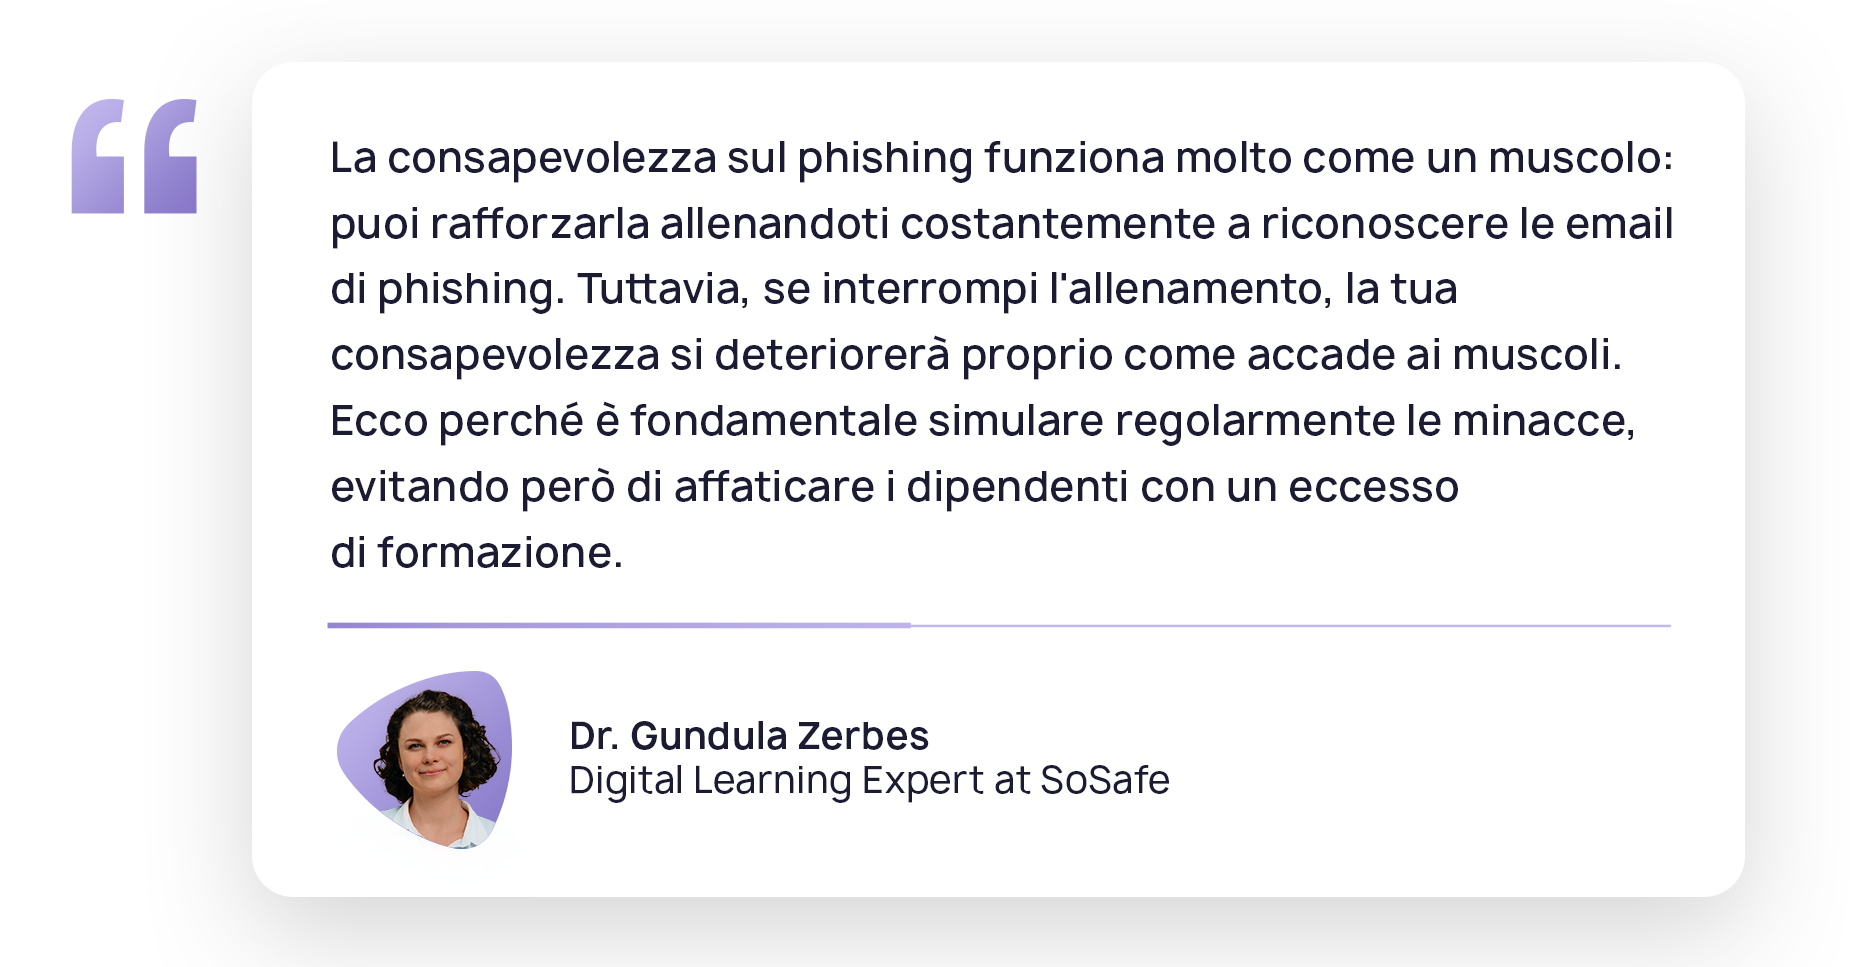 La consapevolezza sul phishing funziona molto come un muscolo:
puoi rafforzarla allenandoti costantemente a riconoscere le email
di phishing. Tuttavia, se interrompi l'allenamento, la tua
consapevolezza si deteriorerà proprio come accade ai muscoli.
Ecco perché è fondamentale simulare regolarmente le minacce,
evitando però di affaticare i dipendenti con un eccesso
di formazione.
Dr. Gundula Zerbes
Digital Learning Expert at SoSafe